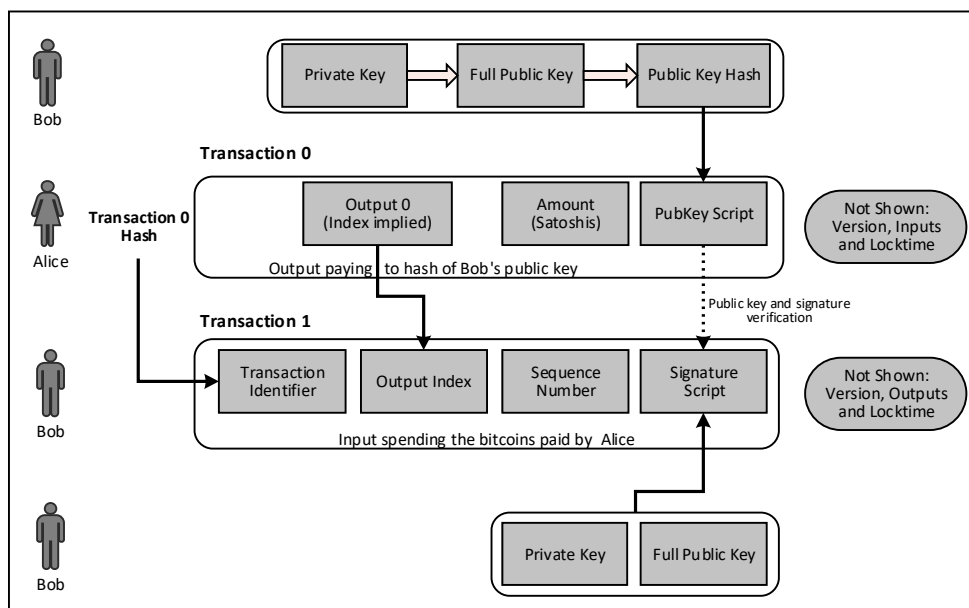 Private Key
Full Public Key
Public Key Hash
Bob
Transaction 0
Output 0
(Index implied)
Amount
(Satoshis)
PubKey Script
Not Shown:
Version, Inputs
and Locktime
Transaction 0
Hash
Alice
Output paying to hash of Bob's public key
Public key and signature
verification
Transaction 1
Transaction
Identifier
Output Index
Sequence
Number
Signature
Script
Not Shown:
Version, Outputs
and Locktime
Bob
Input spending the bitcoins paid by Alice
Private Key
Full Public Key
Bob